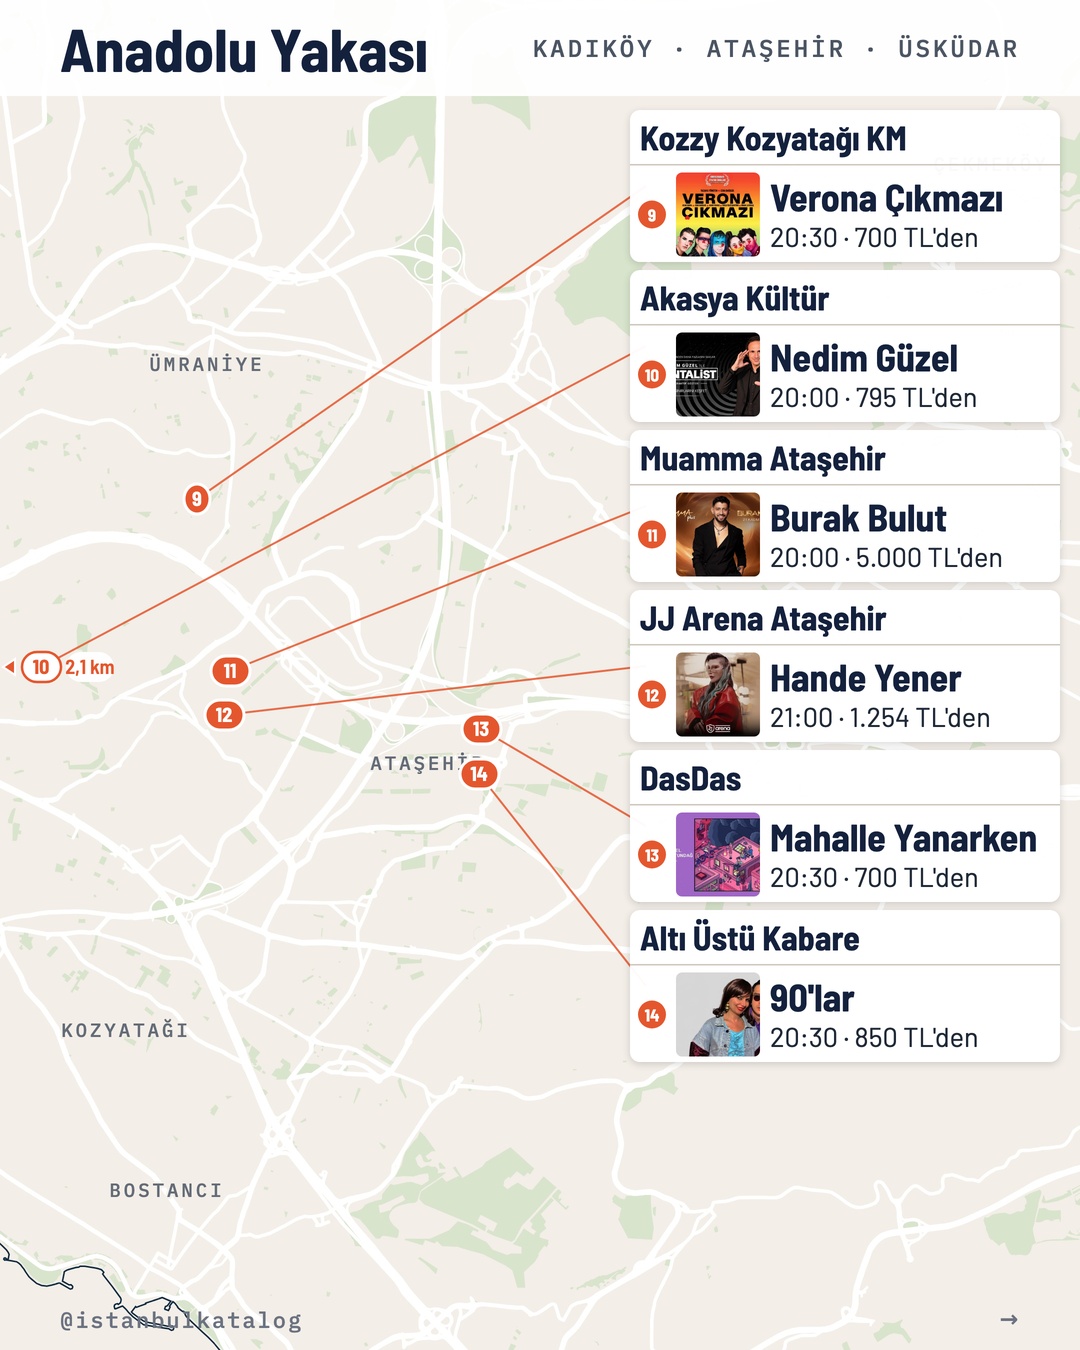 Anadolu Yakası
KADIKÖY · ATAŞEHİR · ÜSKÜDAR
Kozzy Kozyatağı KM
9
VERONA
ÇIKMAZI
Verona Çıkmazı
20:30 · 700 TL'den
Akasya Kültür
10
M GÜZEL
NTALİST
Nedim Güzel
20:00 · 795 TL'den
Muamma Ataşehir
11
Burak Bulut
20:00 · 5.000 TL'den
JJ Arena Ataşehir
12
arena
Hande Yener
21:00 · 1.254 TL'den
DasDas
13
Mahalle Yanarken
20:30 · 700 TL'den
Altı Üstü Kabare
14
90'lar
20:30 · 850 TL'den
ÜMRANİYE
9
10 2,1 km
11
12
13
ATAŞEHİ
14
KOZYATAĞI
BOSTANCI
@istanbulkatalog
→